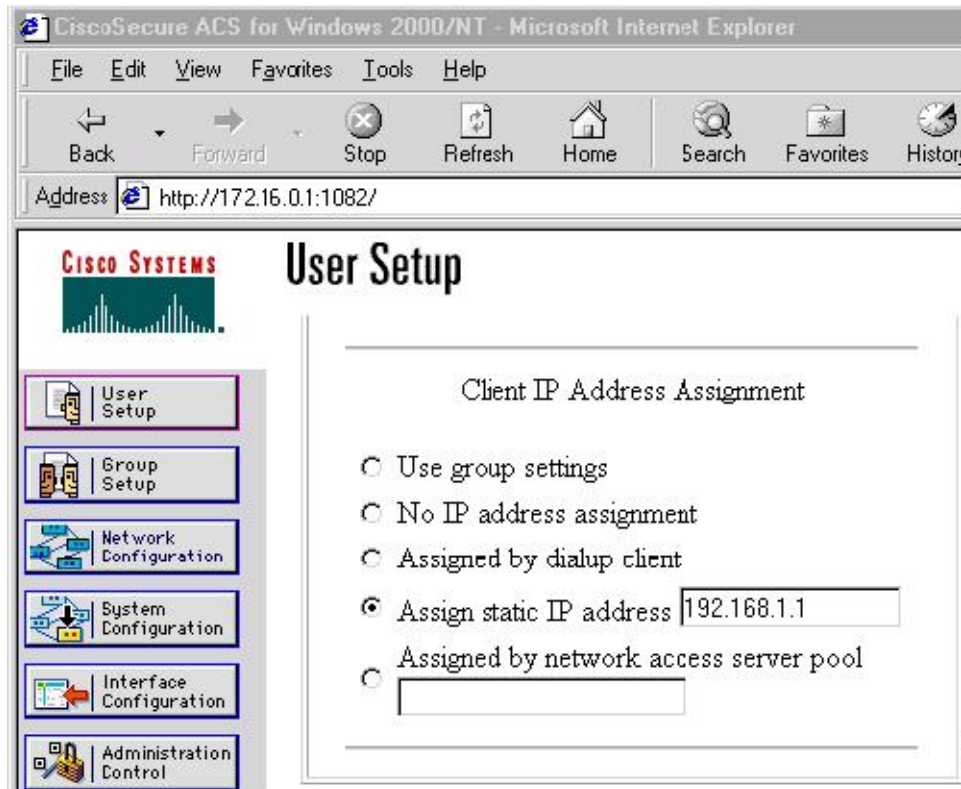 CiscoSecure ACS for Windows 2000/NT - Microsoft Internet Explorer
File Edit View Favorites Tools Help
Back Forward Stop Refresh Home Search Favorites History
Address http://172.16.0.1:1082/
CISCO SYSTEMS
User Setup
User
Setup
Group
Setup
Network
Configuration
System
Configuration
Interface
Configuration
Administration
Control
Client IP Address Assignment
Use group settings
No IP address assignment
Assigned by dialup client
Assign static IP address 192.168.1.1
Assigned by network access server pool